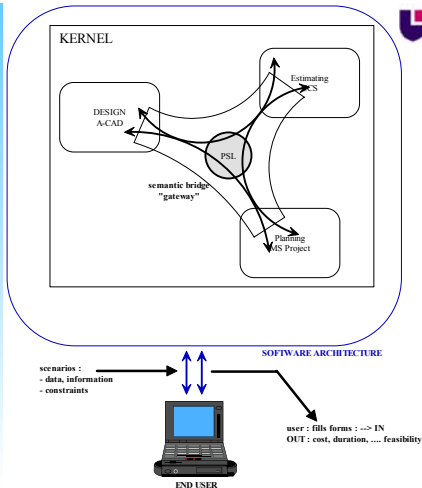 KERNEL
Estimating
CS
DESIGN
A-CAD
PSL
semantic bridge
"gateway"
Planning
MS Project
SOFTWARE ARCHITECTURE
scenarios :
- data, information
- constraints
user : fills forms : --> IN
OUT : cost, duration, .... feasibility
END USER